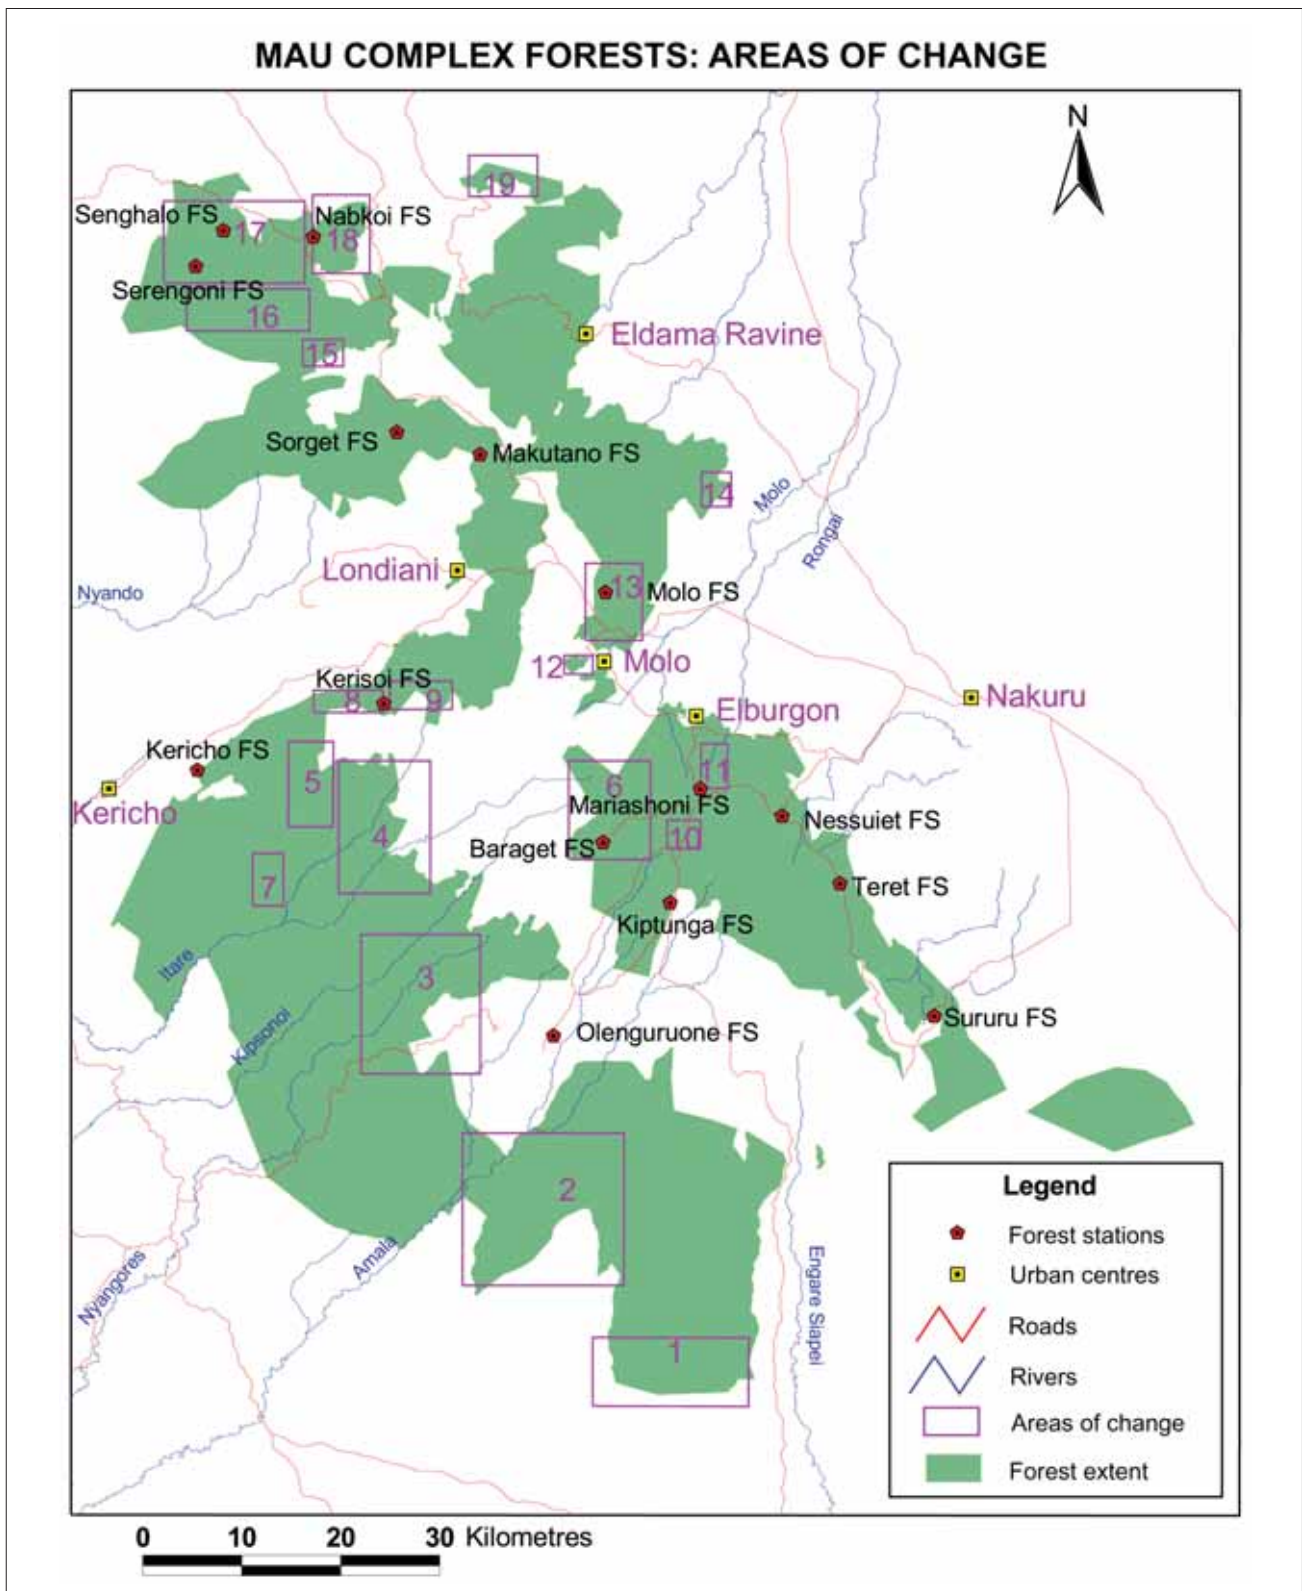 MAU COMPLEX FORESTS: AREAS OF CHANGE
N
19
Senghalo FS
17
Nabkoi FS
18
Serengoni FS
16
Eldama Ravine
15
Sorget FS
Makutano FS
14
Molo
Rongai
Londiani
Nyando
13
Molo FS
12
Molo
Kerisoi FS
8
9
Elburgon
Nakuru
Kericho FS
5
6
11
Kericho
Mariashoni FS
Nessuiet FS
4
10
Baraget FS
7
Teret FS
Kiptunga FS
Itare
3
Kipsonoi
Olenguruone FS
Sururu FS
2
Amala
Nyangores
Engare Siapei
1
Legend
Forest stations
Urban centres
Roads
Rivers
Areas of change
Forest extent
0 10 20 30 Kilometres